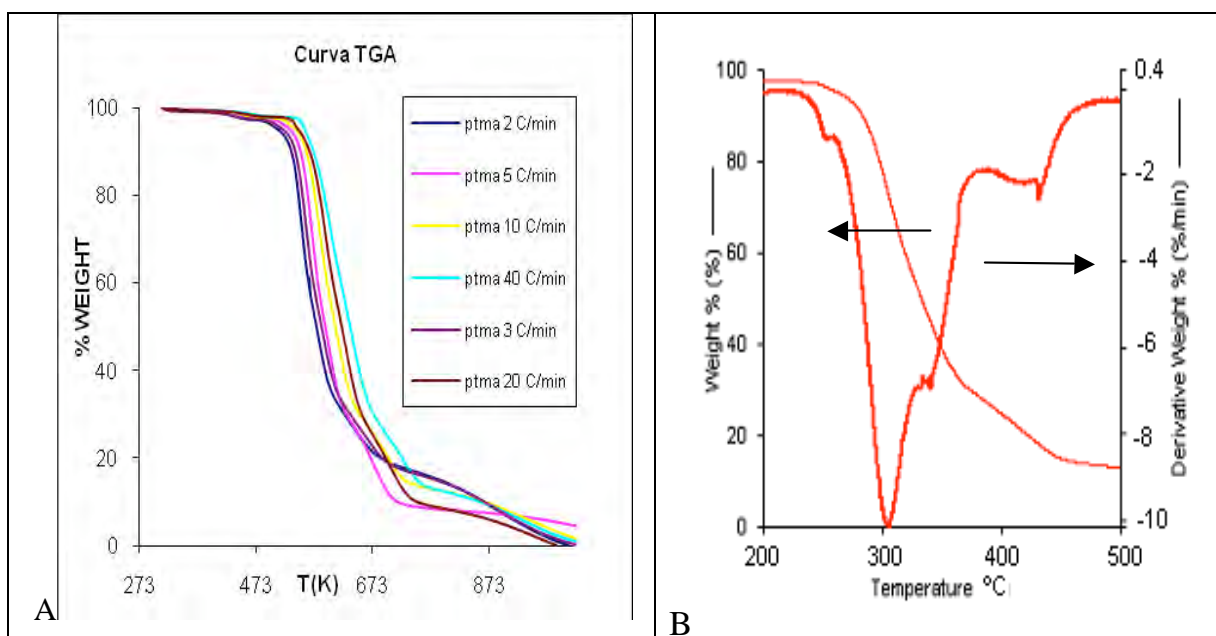 Curva TGA
% WEIGHT
100
80
60
40
20
0
273
473
T(K)
673
873
ptma 2 C/min
ptma 5 C/min
ptma 10 C/min
ptma 40 C/min
ptma 3 C/min
ptma 20 C/min
A
Weight % (%)
100
80
60
40
20
0
200
300
400
500
Temperature °C
0.4
-2
-4
-6
-8
-10
Derivative Weight % (%/min)
B